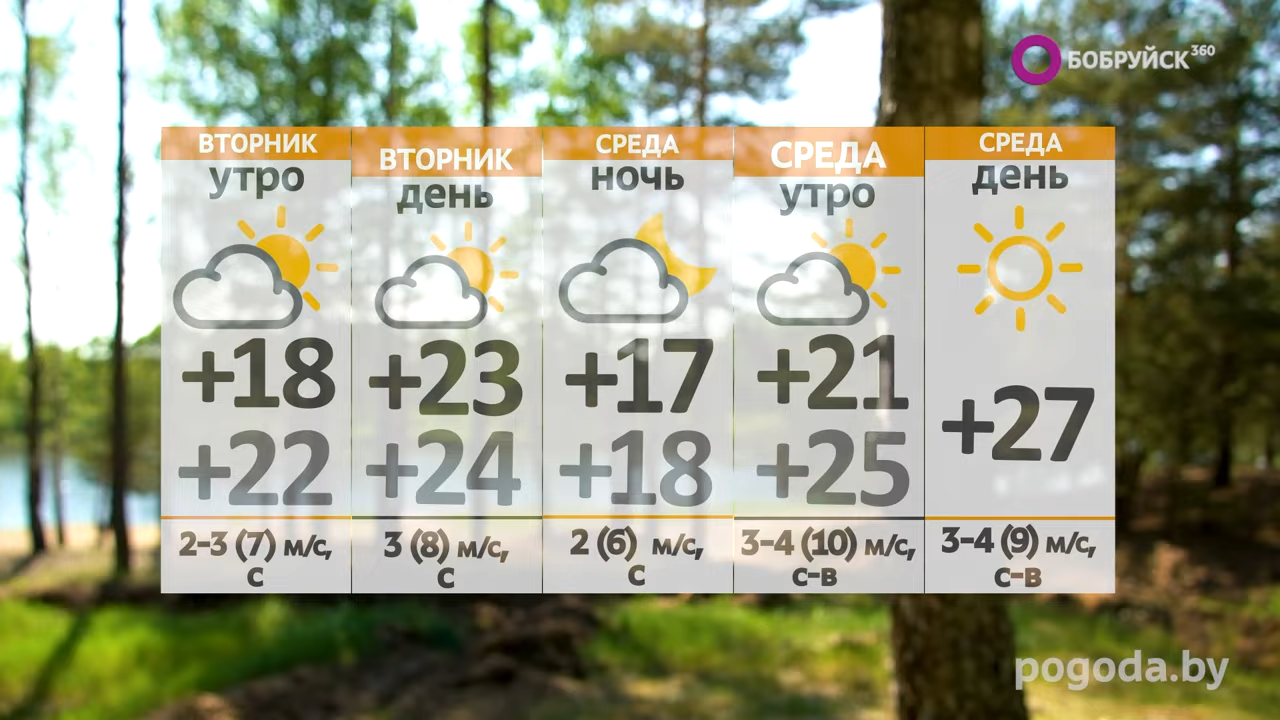 БОБРУЙСК360
ВТОРНИК
утро
+18
+22
2-3 (7) м/с,
с
ВТОРНИК
день
+23
+24
3 (8) м/с,
с
СРЕДА
ночь
+17
+18
2 (6) м/с,
с
СРЕДА
утро
+21
+25
3-4 (10) м/с,
с-в
СРЕДА
день
+27
3-4 (9) м/с,
с-в
pogoda.by